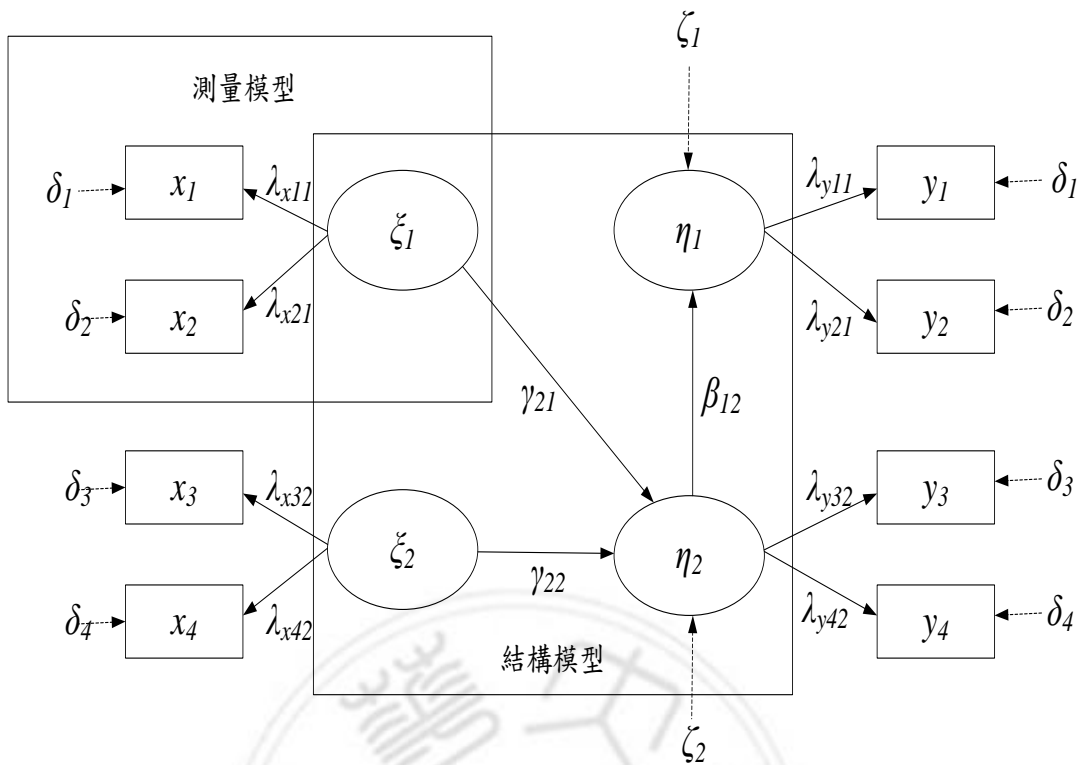 ζ1
測量模型
δ1 x1 λx11 ξ1 η1 λy11 y1 δ1
δ2 x2 λx21 λy21 y2 δ2
γ21 β12
δ3 x3 λx32 ξ2 η2 λy32 y3 δ3
γ22
δ4 x4 λx42 λy42 y4 δ4
結構模型
ζ2